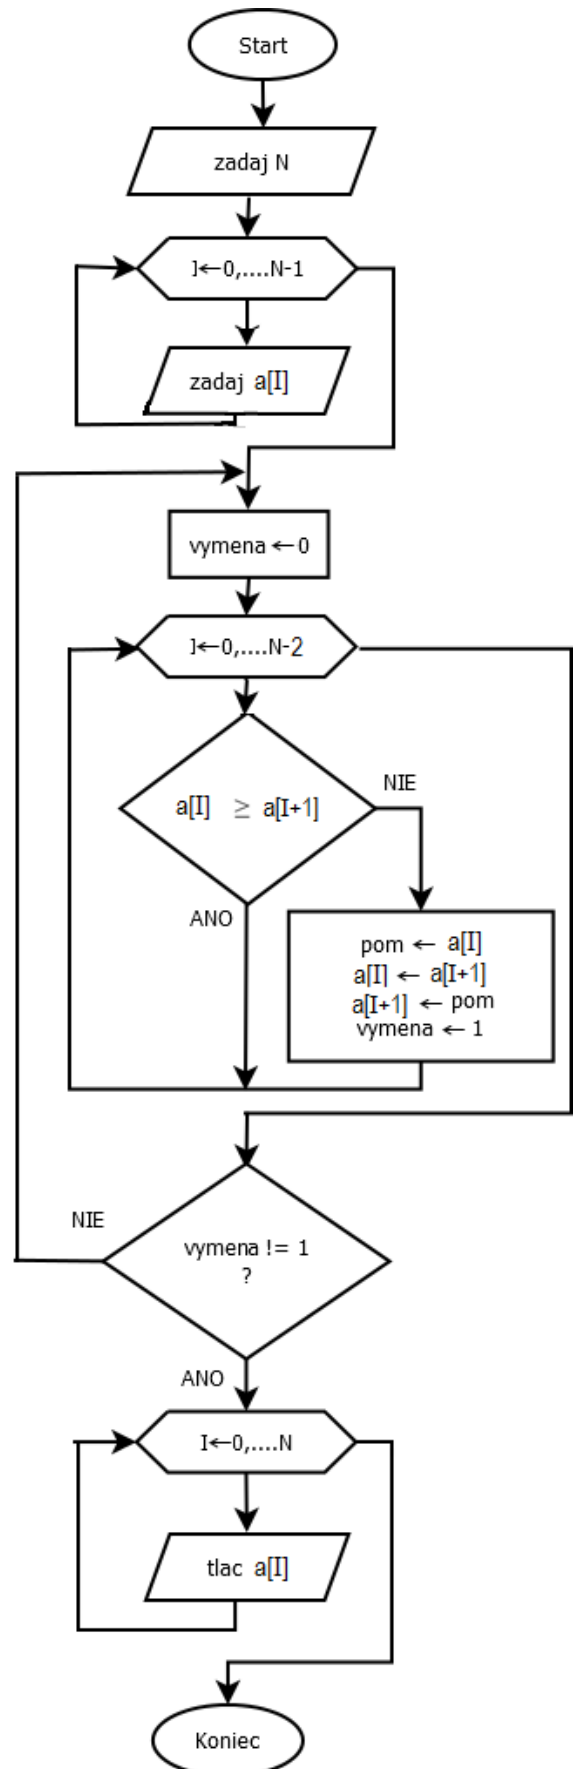 Start
zadaj N
I←0,....N-1
zadaj a[I]
vymena ←0
I←0,....N-2
a[I] ≥ a[I+1]
NIE
ANO
pom ← a[I]
a[I] ← a[I+1]
a[I+1] ← pom
vymena ← 1
NIE
vymena != 1
?
ANO
I←0,....N
tlac a[I]
Koniec